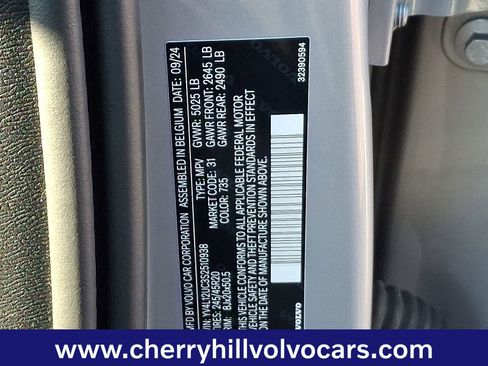 MFD BY VOLVO CAR CORPORATION ASSEMBLED IN BELGIUM DATE: 09/24
GVWR: 5025 LB
GAWR FRONT: 2645 LB
GAWR REAR: 2490 LB
TYPE: MPV
MARKET CODE: 31
COLOR: 735
TIRES: 245/45R20
RIM: 8Jx20x50.5
THIS VEHICLE CONFORMS TO ALL APPLICABLE FEDERAL MOTOR
VEHICLE SAFETY AND THEFT PREVENTION STANDARDS IN EFFECT
ON THE DATE OF MANUFACTURE SHOWN ABOVE.
VOLVO
32390594
www.cherryhillvolvocars.com